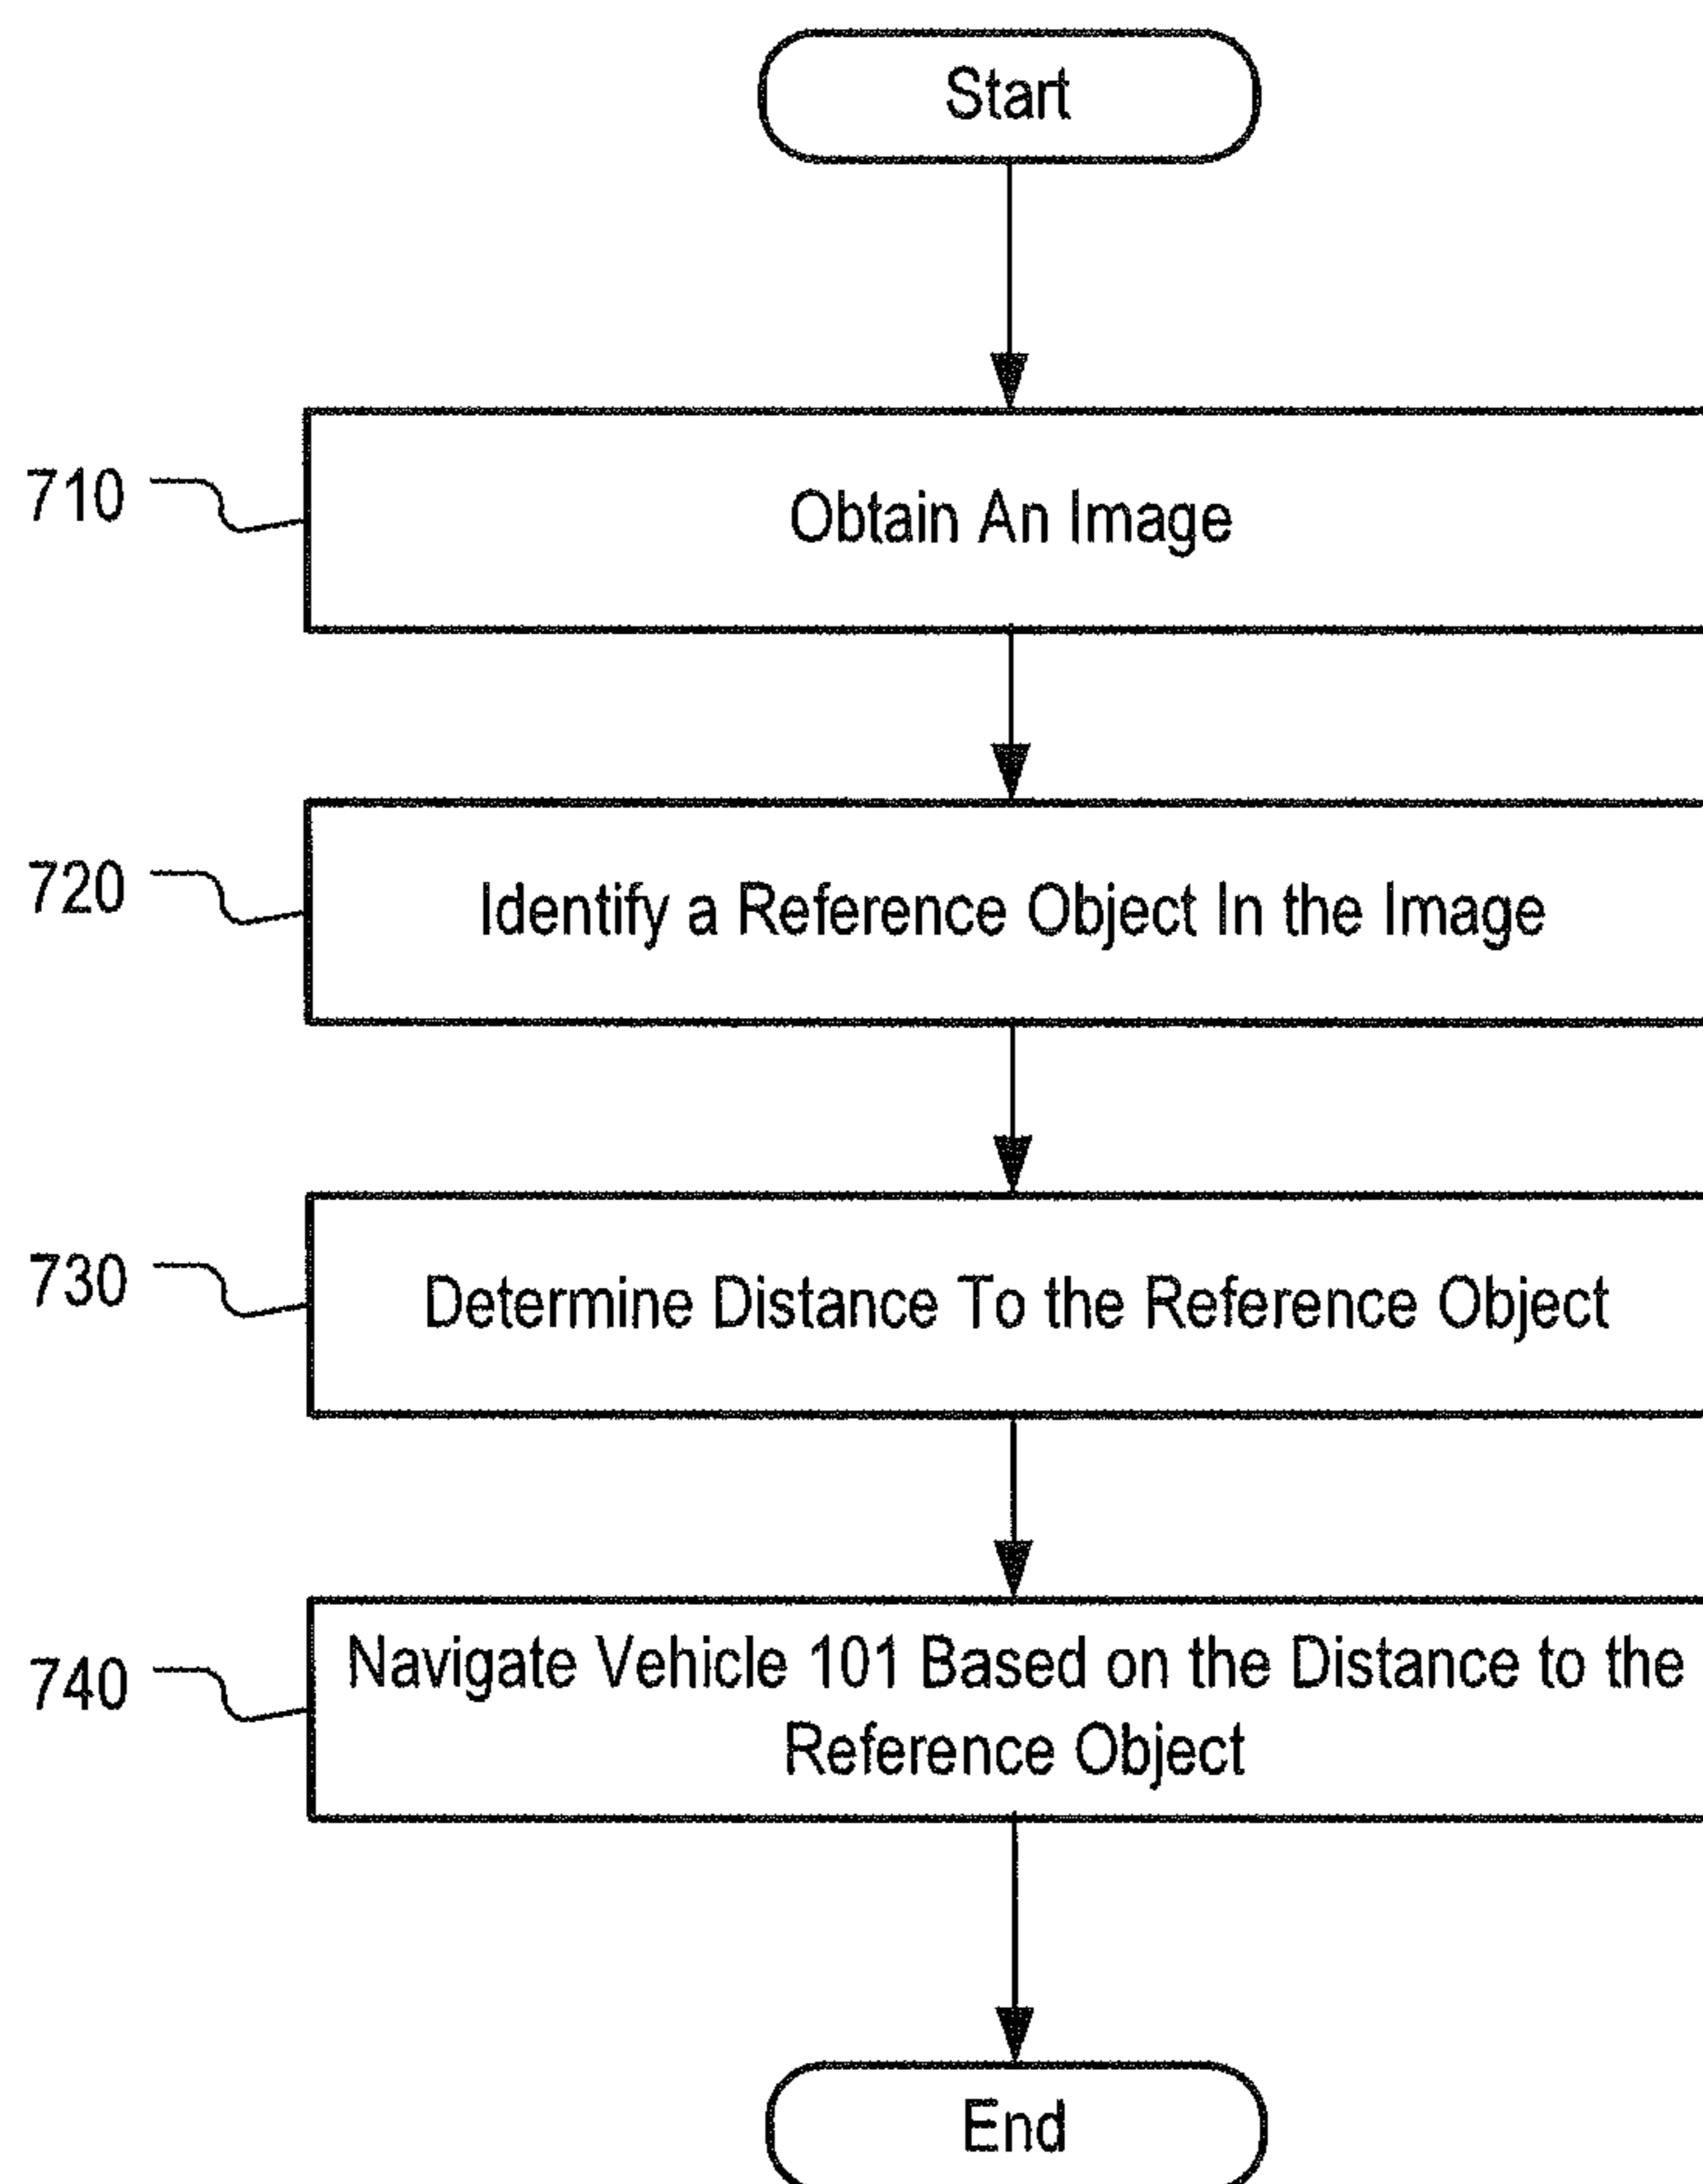 Start
710
Obtain An Image
720
Identify a Reference Object In the Image
730
Determine Distance To the Reference Object
740
Navigate Vehicle 101 Based on the Distance to the
Reference Object
End